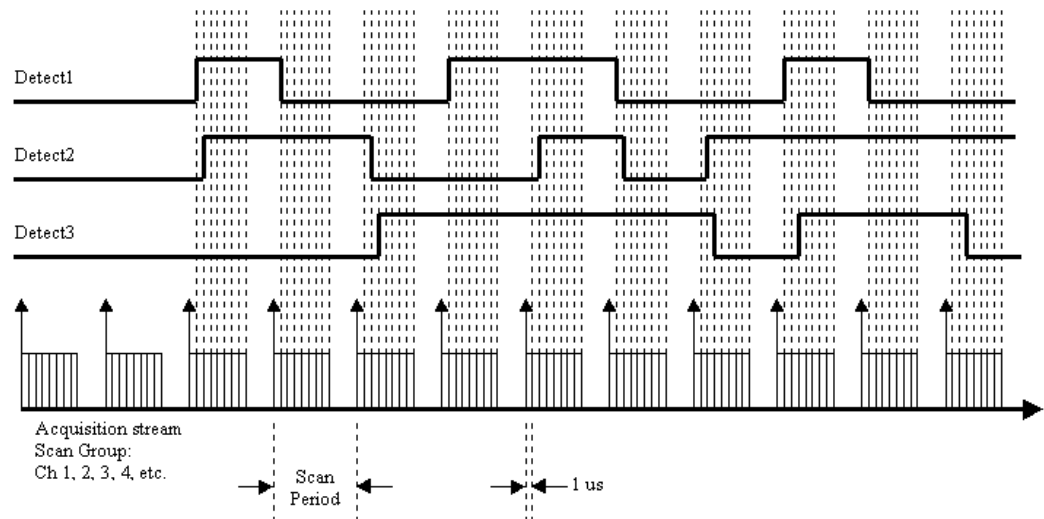 Detect1
Detect2
Detect3
Acquisition stream
Scan Group:
Ch 1, 2, 3, 4, etc.
Scan
Period
1 us